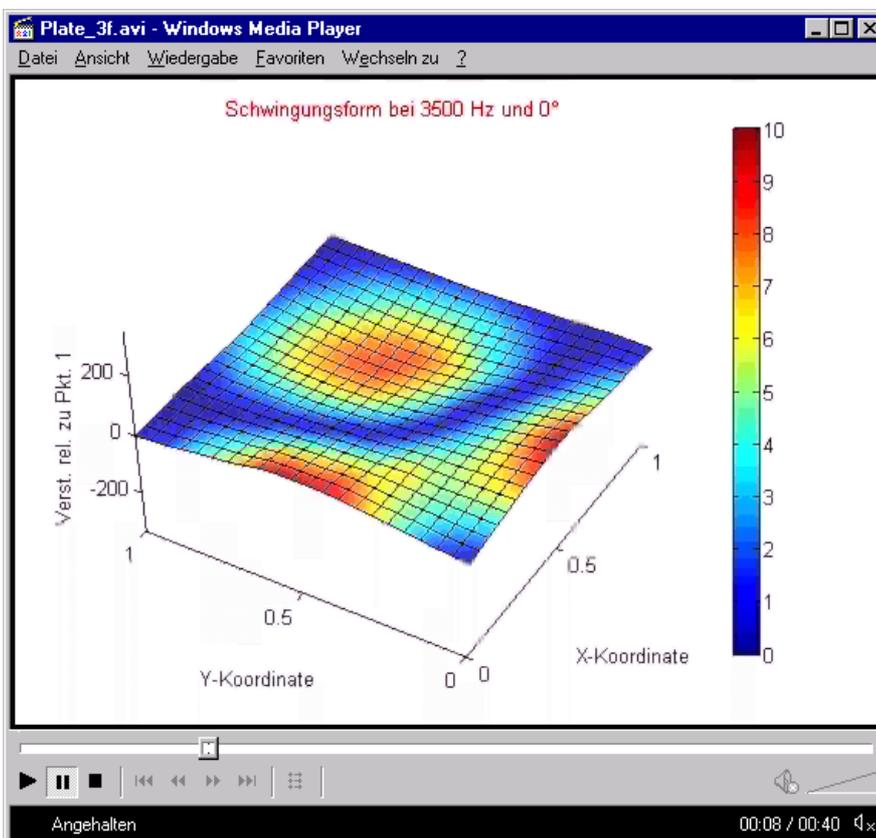 Plate_3f.avi - Windows Media Player
Datei Ansicht Wiedergabe Favoriten Wechseln zu ?
Schwingungsform bei 3500 Hz und 0°
10
9
8
7
6
5
4
3
2
1
0
Verst. rel. zu Pkt. 1
200
0
-200
1
0.5
0
Y-Koordinate
0
0.5
1
X-Koordinate
Angehalten
00:08 / 00:40